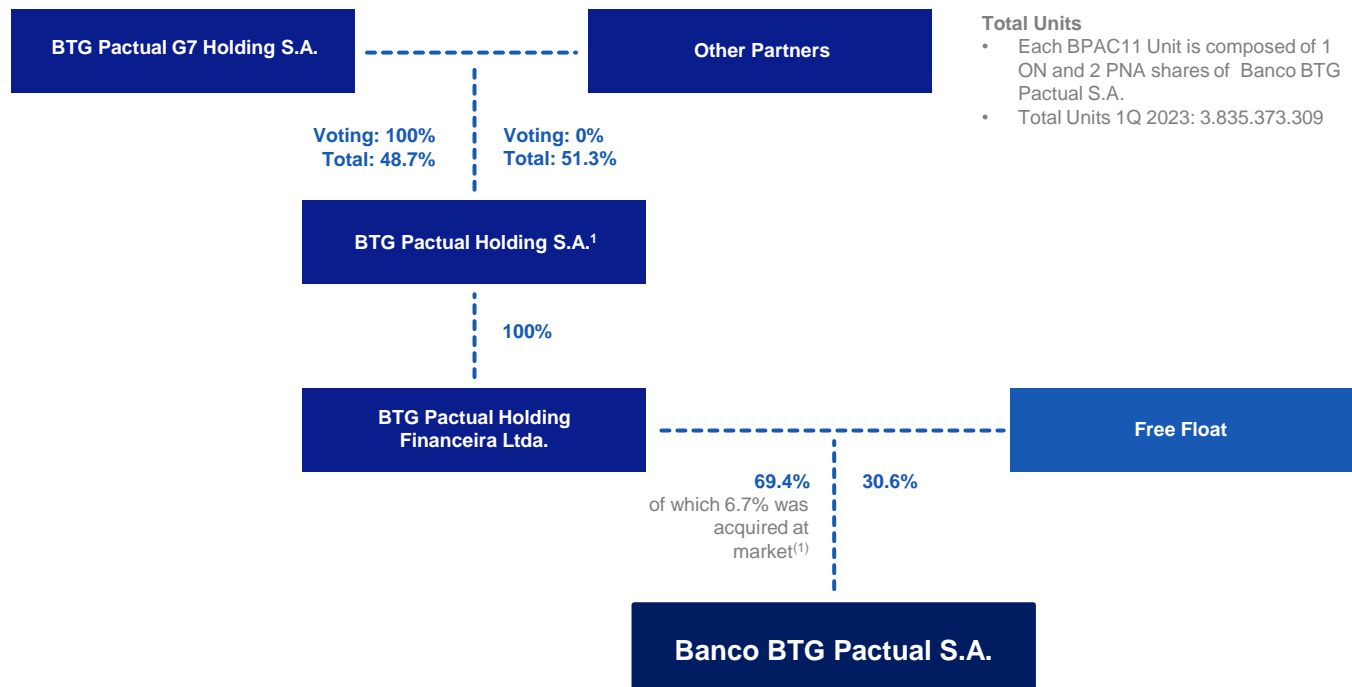 BTG Pactual G7 Holding S.A.
Other Partners
Total Units
• Each BPAC11 Unit is composed of 1
ON and 2 PNA shares of Banco BTG
Pactual S.A.
• Total Units 1Q 2023: 3.835.373.309
Voting: 100%
Total: 48.7%
Voting: 0%
Total: 51.3%
BTG Pactual Holding S.A.¹
100%
BTG Pactual Holding
Financeira Ltda.
Free Float
69.4%
of which 6.7% was
acquired at
market⁽¹⁾
30.6%
Banco BTG Pactual S.A.